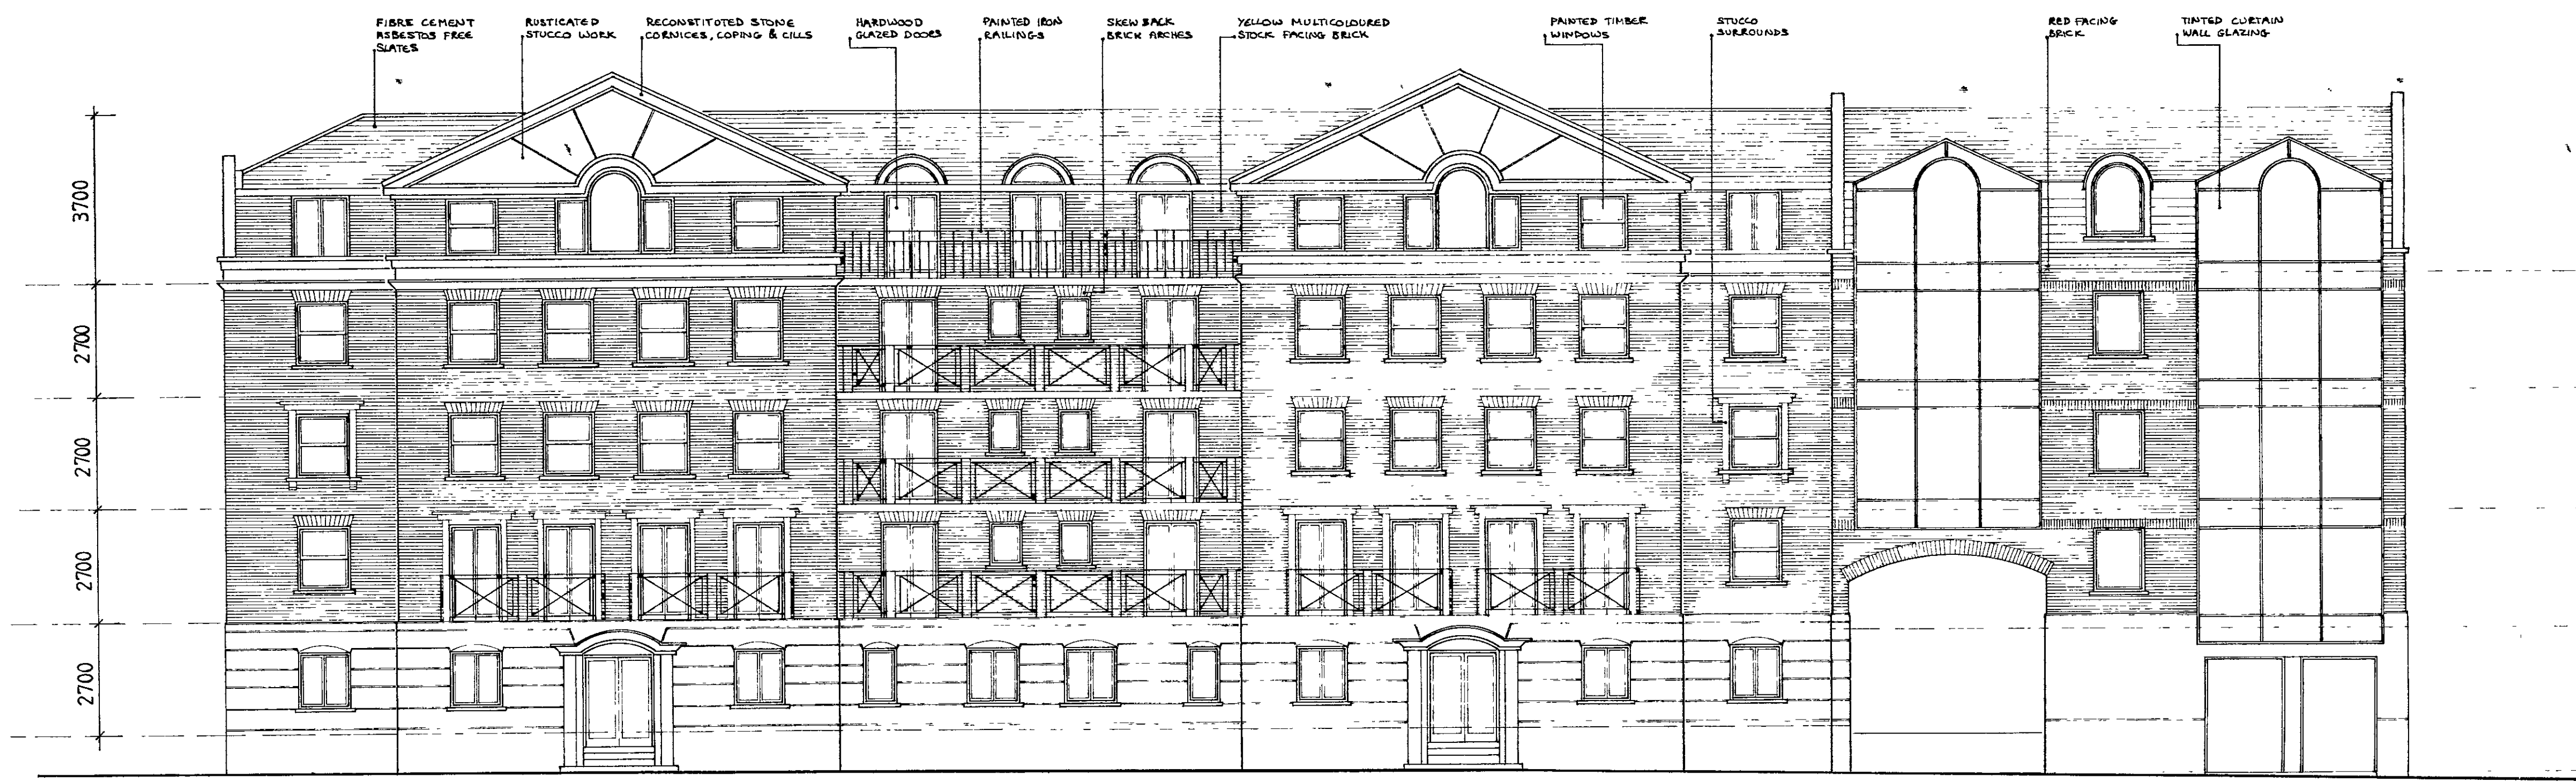 FIBRE CEMENT
ASBESTOS FREE
SLATES
RUSTICATED
STUCCO WORK
RECONSTITUTED STONE
CORNICES, COPING & CILLS
HARDWOOD
GLAZED DOORS
PAINTED IRON
RAILINGS
SKEW BACK
BRICK ARCHES
YELLOW MULTICOLOURED
STOCK FACING BRICK
PAINTED TIMBER
WINDOWS
STUCCO
SURROUNDS
RED FACING
BRICK
TINTED CURTAIN
WALL GLAZING
3700
2700
2700
2700
2700